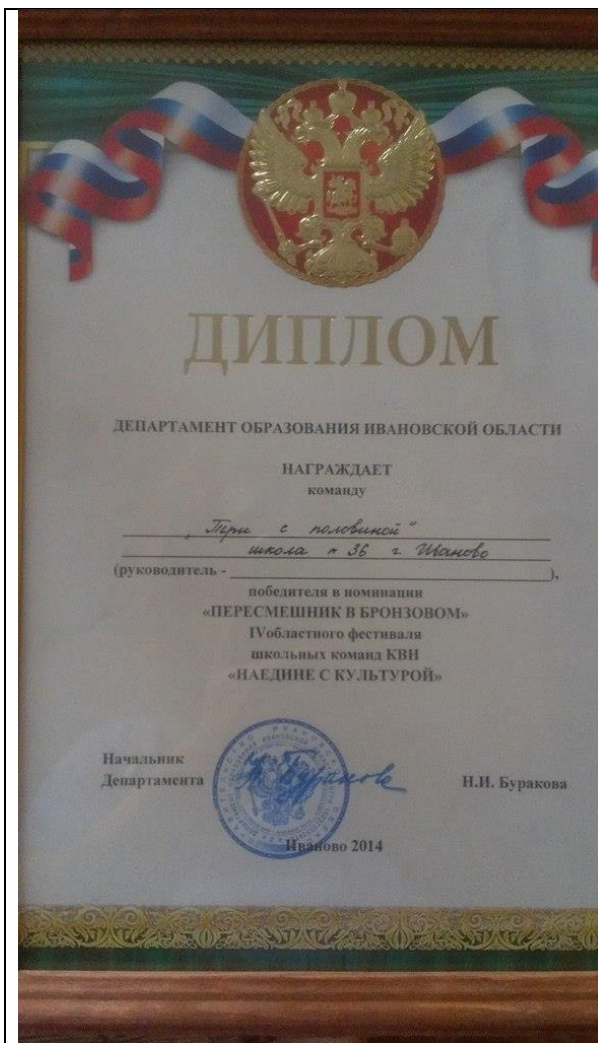 ДИПЛОМ
ДЕПАРТАМЕНТ ОБРАЗОВАНИЯ ИВАНОВСКОЙ ОБЛАСТИ
НАГРАЖДАЕТ
команду
с половиной"
школа № 36 г Иваново
(руководитель - ),
победителя в номинации
«ПЕРЕСМЕШНИК В БРОНЗОВОМ»
IVобластного фестиваля
школьных команд КВН
«НАЕДИНЕ С КУЛЬТУРОЙ»
Начальник
Департамента Н.И. Буракова
Иваново 2014